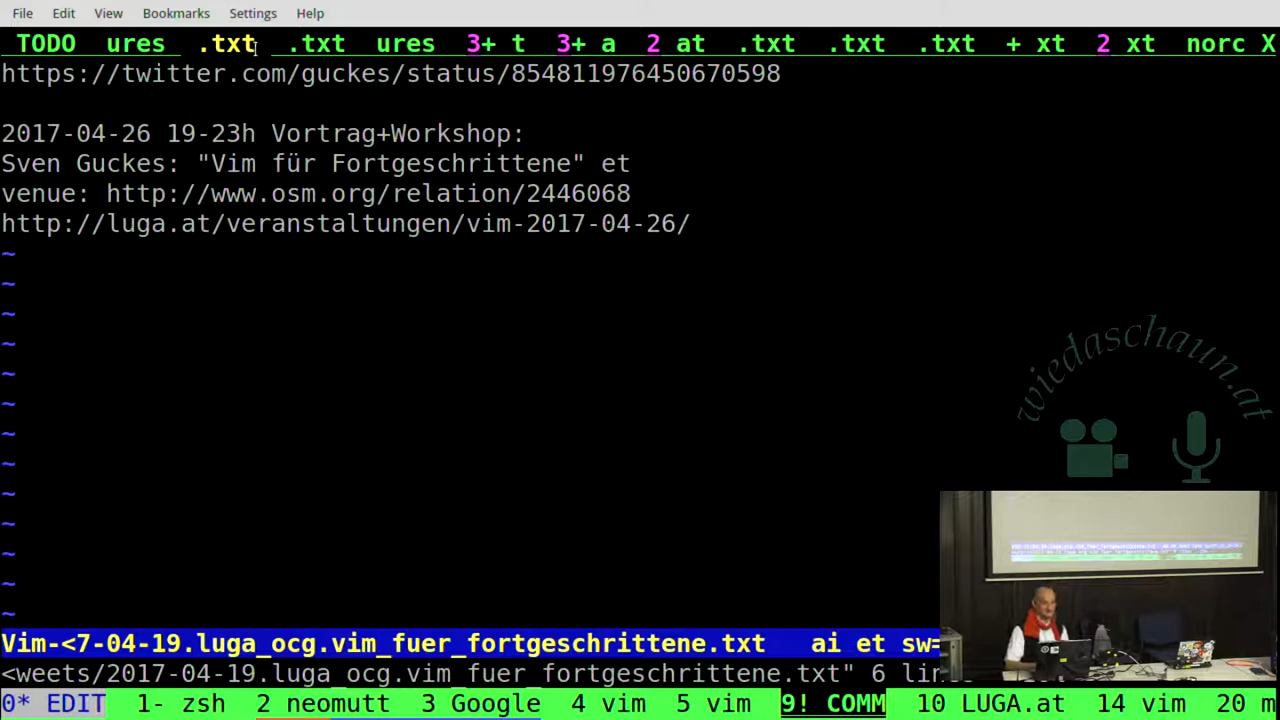 File Edit View Bookmarks Settings Help
TODO ures .txt .txt ures 3+ t 3+ a 2 at .txt .txt .txt + xt 2 xt norc X
https://twitter.com/guckes/status/854811976450670598
2017-04-26 19-23h Vortrag+Workshop:
Sven Guckes: "Vim für Fortgeschrittene" et
venue: http://www.osm.org/relation/2446068
http://luga.at/veranstaltungen/vim-2017-04-26/
~
~
~
~
~
~
~
~
~
~
~
~
~
wiedaschaun.at
Vim-<7-04-19.luga_ocg.vim_fuer_fortgeschrittene.txt ai et sw=
<weets/2017-04-19.luga_ocg.vim_fuer_fortgeschrittene.txt" 6 lin
0* EDIT 1- zsh 2 neomutt 3 Google 4 vim 5 vim 9! COMM 10 LUGA.at 14 vim 20 m